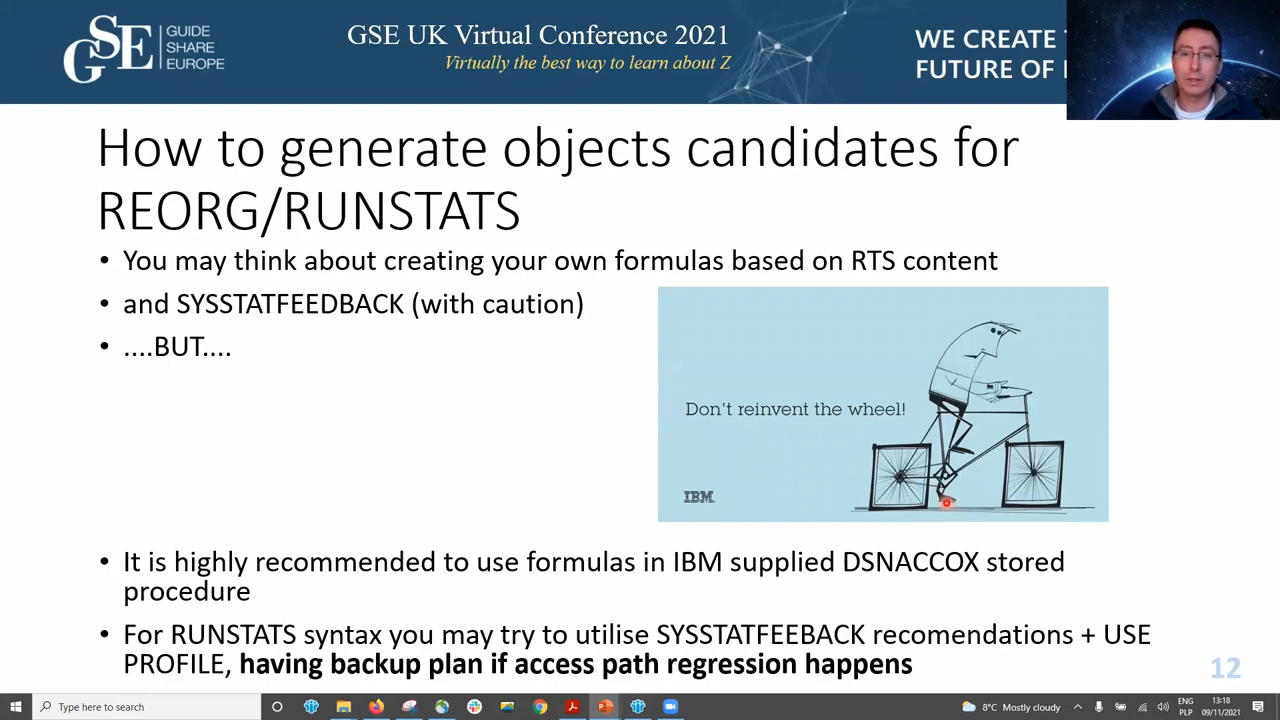 GSE
GUIDE
SHARE
EUROPE
GSE UK Virtual Conference 2021
Virtually the best way to learn about Z
WE CREATE
FUTURE OF
How to generate objects candidates for
REORG/RUNSTATS
• You may think about creating your own formulas based on RTS content
• and SYSSTATFEEDBACK (with caution)
• ....BUT....
Don't reinvent the wheel!
IBM.
• It is highly recommended to use formulas in IBM supplied DSNACCOX stored
procedure
• For RUNSTATS syntax you may try to utilise SYSSTATFEEBACK recomendations + USE
PROFILE, having backup plan if access path regression happens
12
Type here to search
8°C Mostly cloudy
ENG
PLP
13:18
09/11/2021